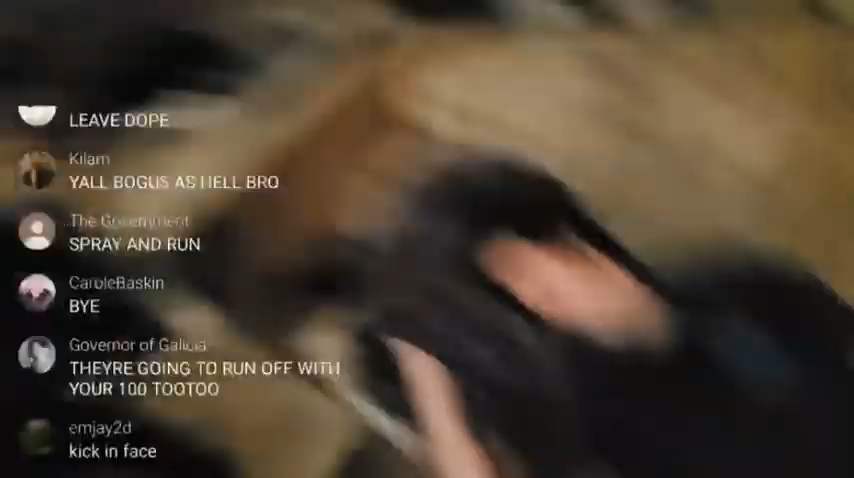 LEAVE DOPE
Kilam
YALL BOGUS AS HELL BRO
The Government
SPRAY AND RUN
CaroleBaskin
BYE
Governor of Galicia
THEYRE GOING TO RUN OFF WITH
YOUR 100 TOOTOO
emjay2d
kick in face